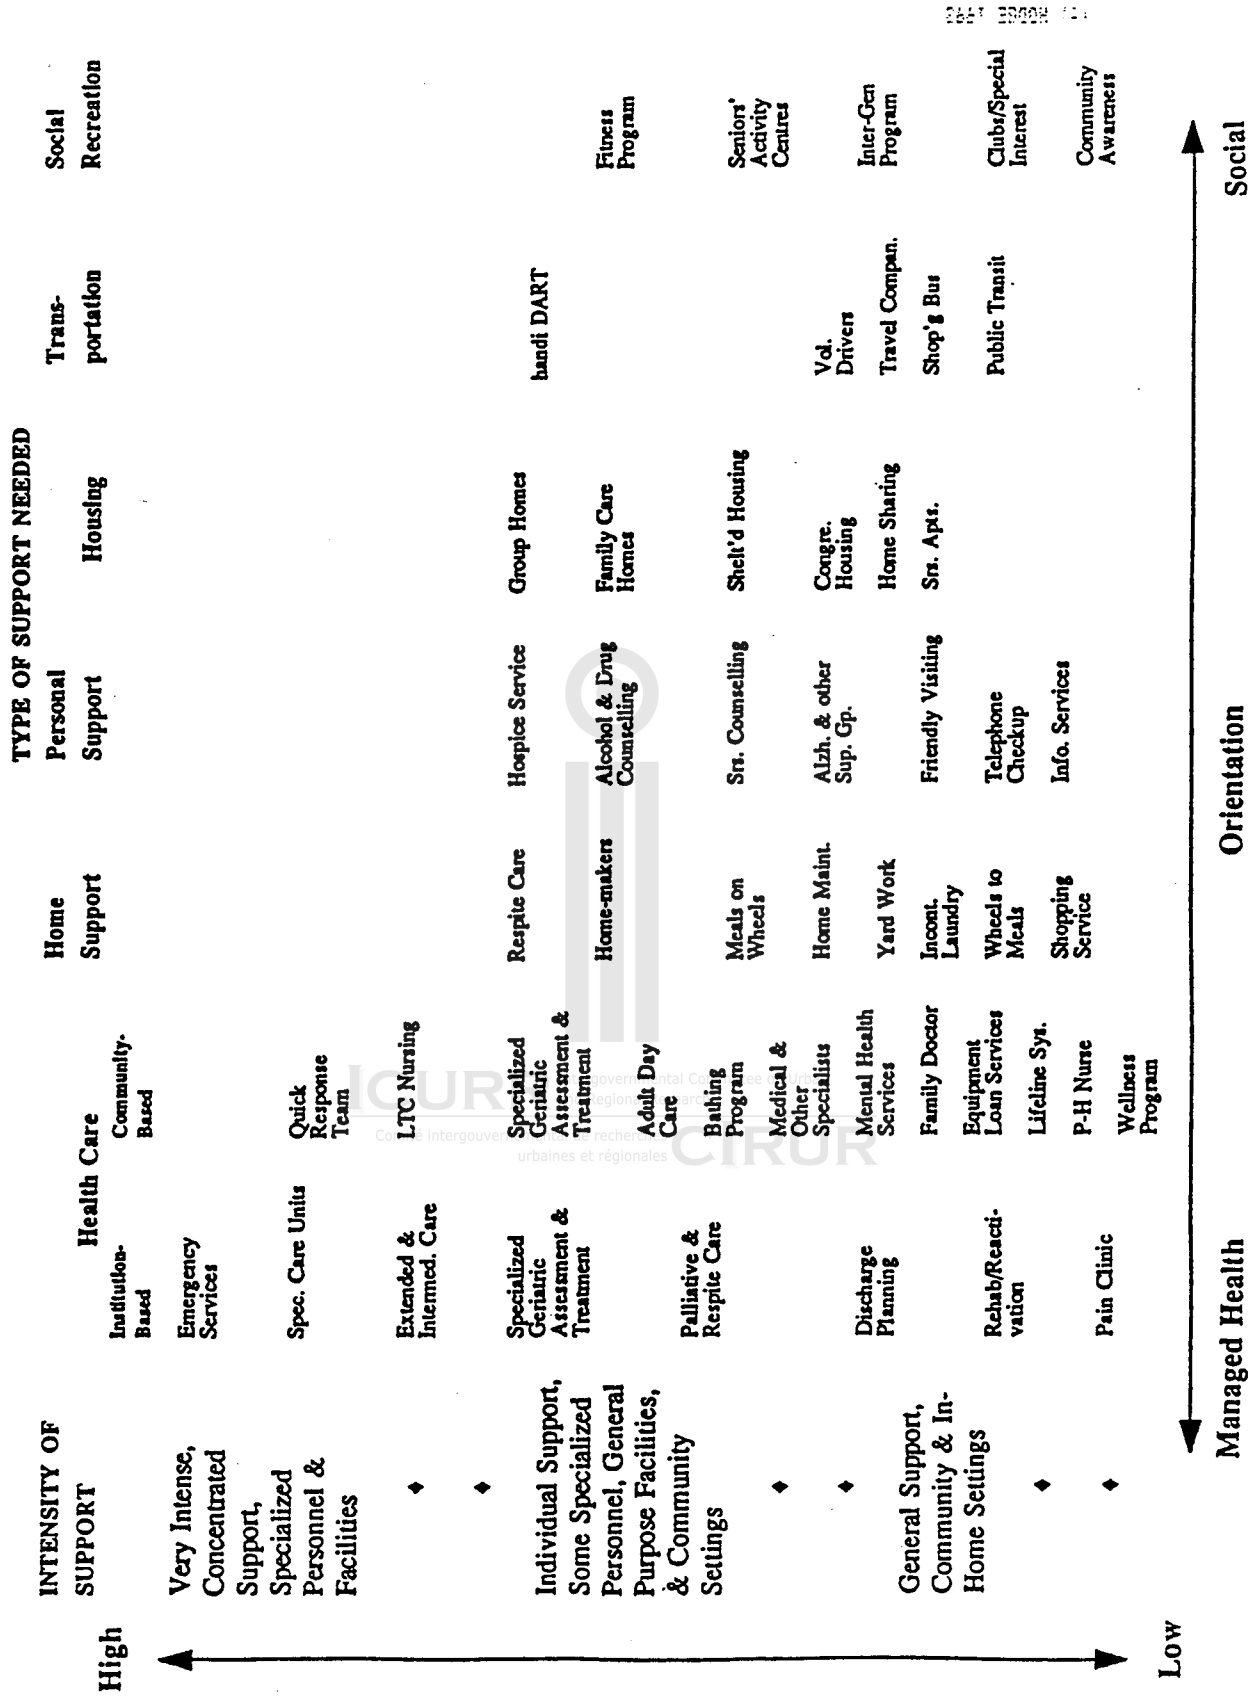 TYPE OF SUPPORT NEEDED
INTENSITY OF
SUPPORT
Health Care
Home
Support
Personal
Support
Housing
Trans-
portation
Social
Recreation
Institution-
Based
Community-
Based
High
Very Intense,
Concentrated
Support,
Specialized
Personnel &
Facilities
Individual Support,
Some Specialized
Personnel, General
Purpose Facilities,
& Community
Settings
General Support,
Community & In-
Home Settings
Low
Emergency
Services
Spec. Care Units
Extended &
Intermed. Care
Specialized
Geriatric
Assessment &
Treatment
Palliative &
Respite Care
Discharge
Planning
Rehab/Reacti-
vation
Pain Clinic
Quick
Response
Team
LTC Nursing
Specialized
Geriatric
Assessment &
Treatment
Adult Day
Care
Bathing
Program
Medical &
Other
Specialists
Mental Health
Services
Family Doctor
Equipment
Loan Services
Lifeline Sys.
P-H Nurse
Wellness
Program
Respite Care
Home-makers
Meals on
Wheels
Home Maint.
Yard Work
Incont.
Laundry
Wheels to
Meals
Shopping
Service
Hospice Service
Alcohol & Drug
Counselling
Srs. Counselling
Alzh. & other
Sup. Gp.
Friendly Visiting
Telephone
Checkup
Info. Services
Group Homes
Family Care
Homes
Shelt'd Housing
Congre.
Housing
Home Sharing
Srs. Apts.
handi DART
Vol.
Drivers
Travel Compan.
Shop'g Bus
Public Transit
Fitness
Program
Seniors'
Activity
Centres
Inter-Gen
Program
Clubs/Special
Interest
Community
Awareness
Managed Health
Orientation
Social
ICURR
Comité intergouvernemental de recherches
urbaines et régionales
CIRUR